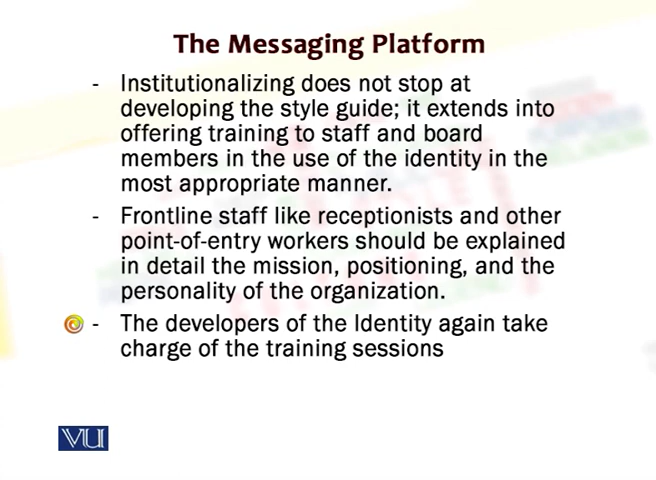 The Messaging Platform
- Institutionalizing does not stop at
developing the style guide; it extends into
offering training to staff and board
members in the use of the identity in the
most appropriate manner.
- Frontline staff like receptionists and other
point-of-entry workers should be explained
in detail the mission, positioning, and the
personality of the organization.
- The developers of the Identity again take
charge of the training sessions
VU